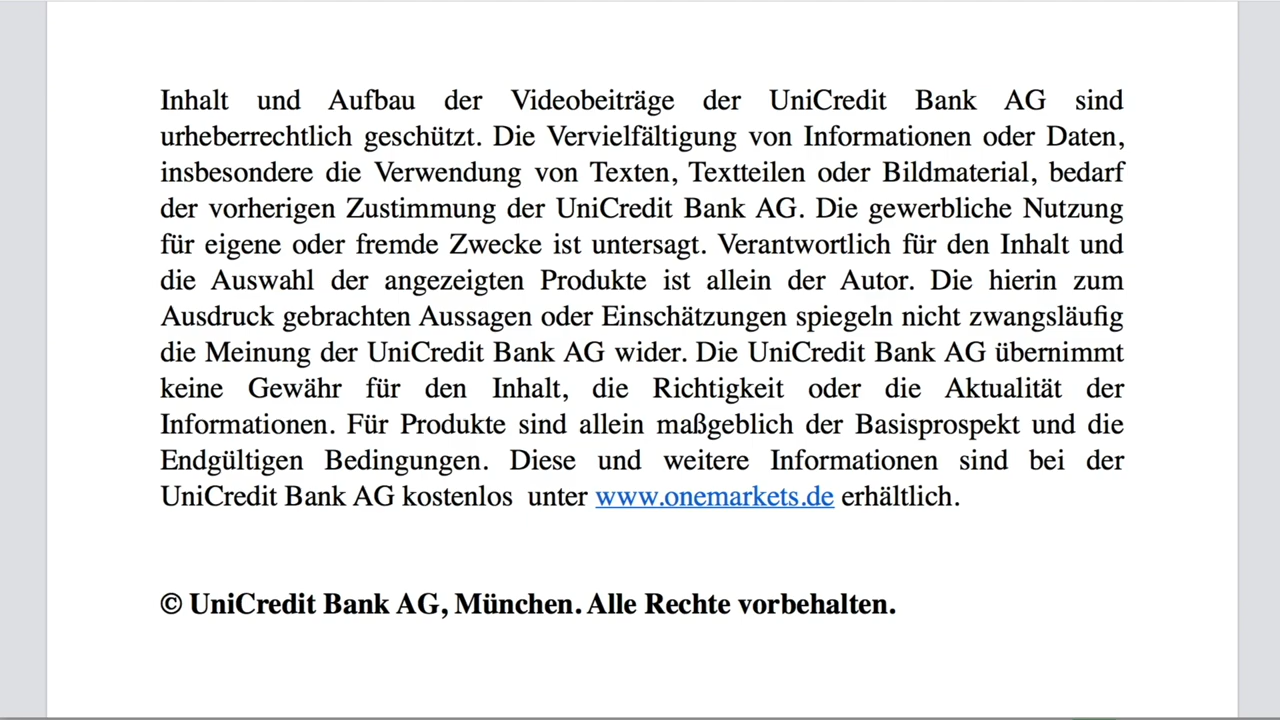 Inhalt und Aufbau der Videobeiträge der UniCredit Bank AG sind
urheberrechtlich geschützt. Die Vervielfältigung von Informationen oder Daten,
insbesondere die Verwendung von Texten, Textteilen oder Bildmaterial, bedarf
der vorherigen Zustimmung der UniCredit Bank AG. Die gewerbliche Nutzung
für eigene oder fremde Zwecke ist untersagt. Verantwortlich für den Inhalt und
die Auswahl der angezeigten Produkte ist allein der Autor. Die hierin zum
Ausdruck gebrachten Aussagen oder Einschätzungen spiegeln nicht zwangsläufig
die Meinung der UniCredit Bank AG wider. Die UniCredit Bank AG übernimmt
keine Gewähr für den Inhalt, die Richtigkeit oder die Aktualität der
Informationen. Für Produkte sind allein maßgeblich der Basisprospekt und die
Endgültigen Bedingungen. Diese und weitere Informationen sind bei der
UniCredit Bank AG kostenlos unter www.onemarkets.de erhältlich.
© UniCredit Bank AG, München. Alle Rechte vorbehalten.